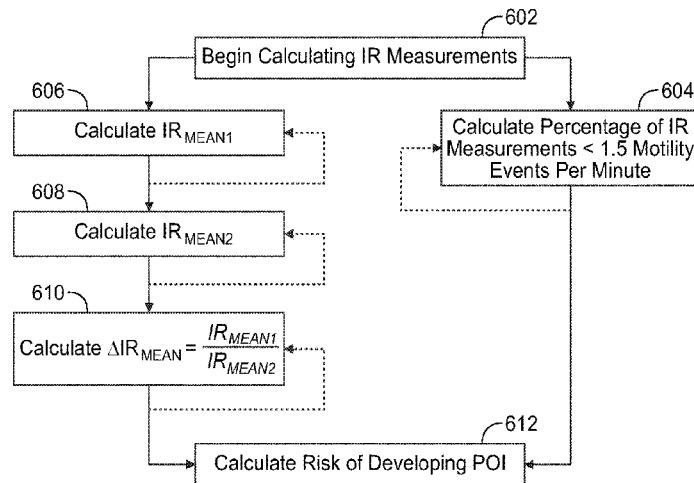 602
Begin Calculating IR Measurements
606
Calculate IR_MEAN1
604
Calculate Percentage of IR
Measurements < 1.5 Motility
Events Per Minute
608
Calculate IR_MEAN2
610
Calculate ΔIR_MEAN = IR_MEAN1 / IR_MEAN2
612
Calculate Risk of Developing POI